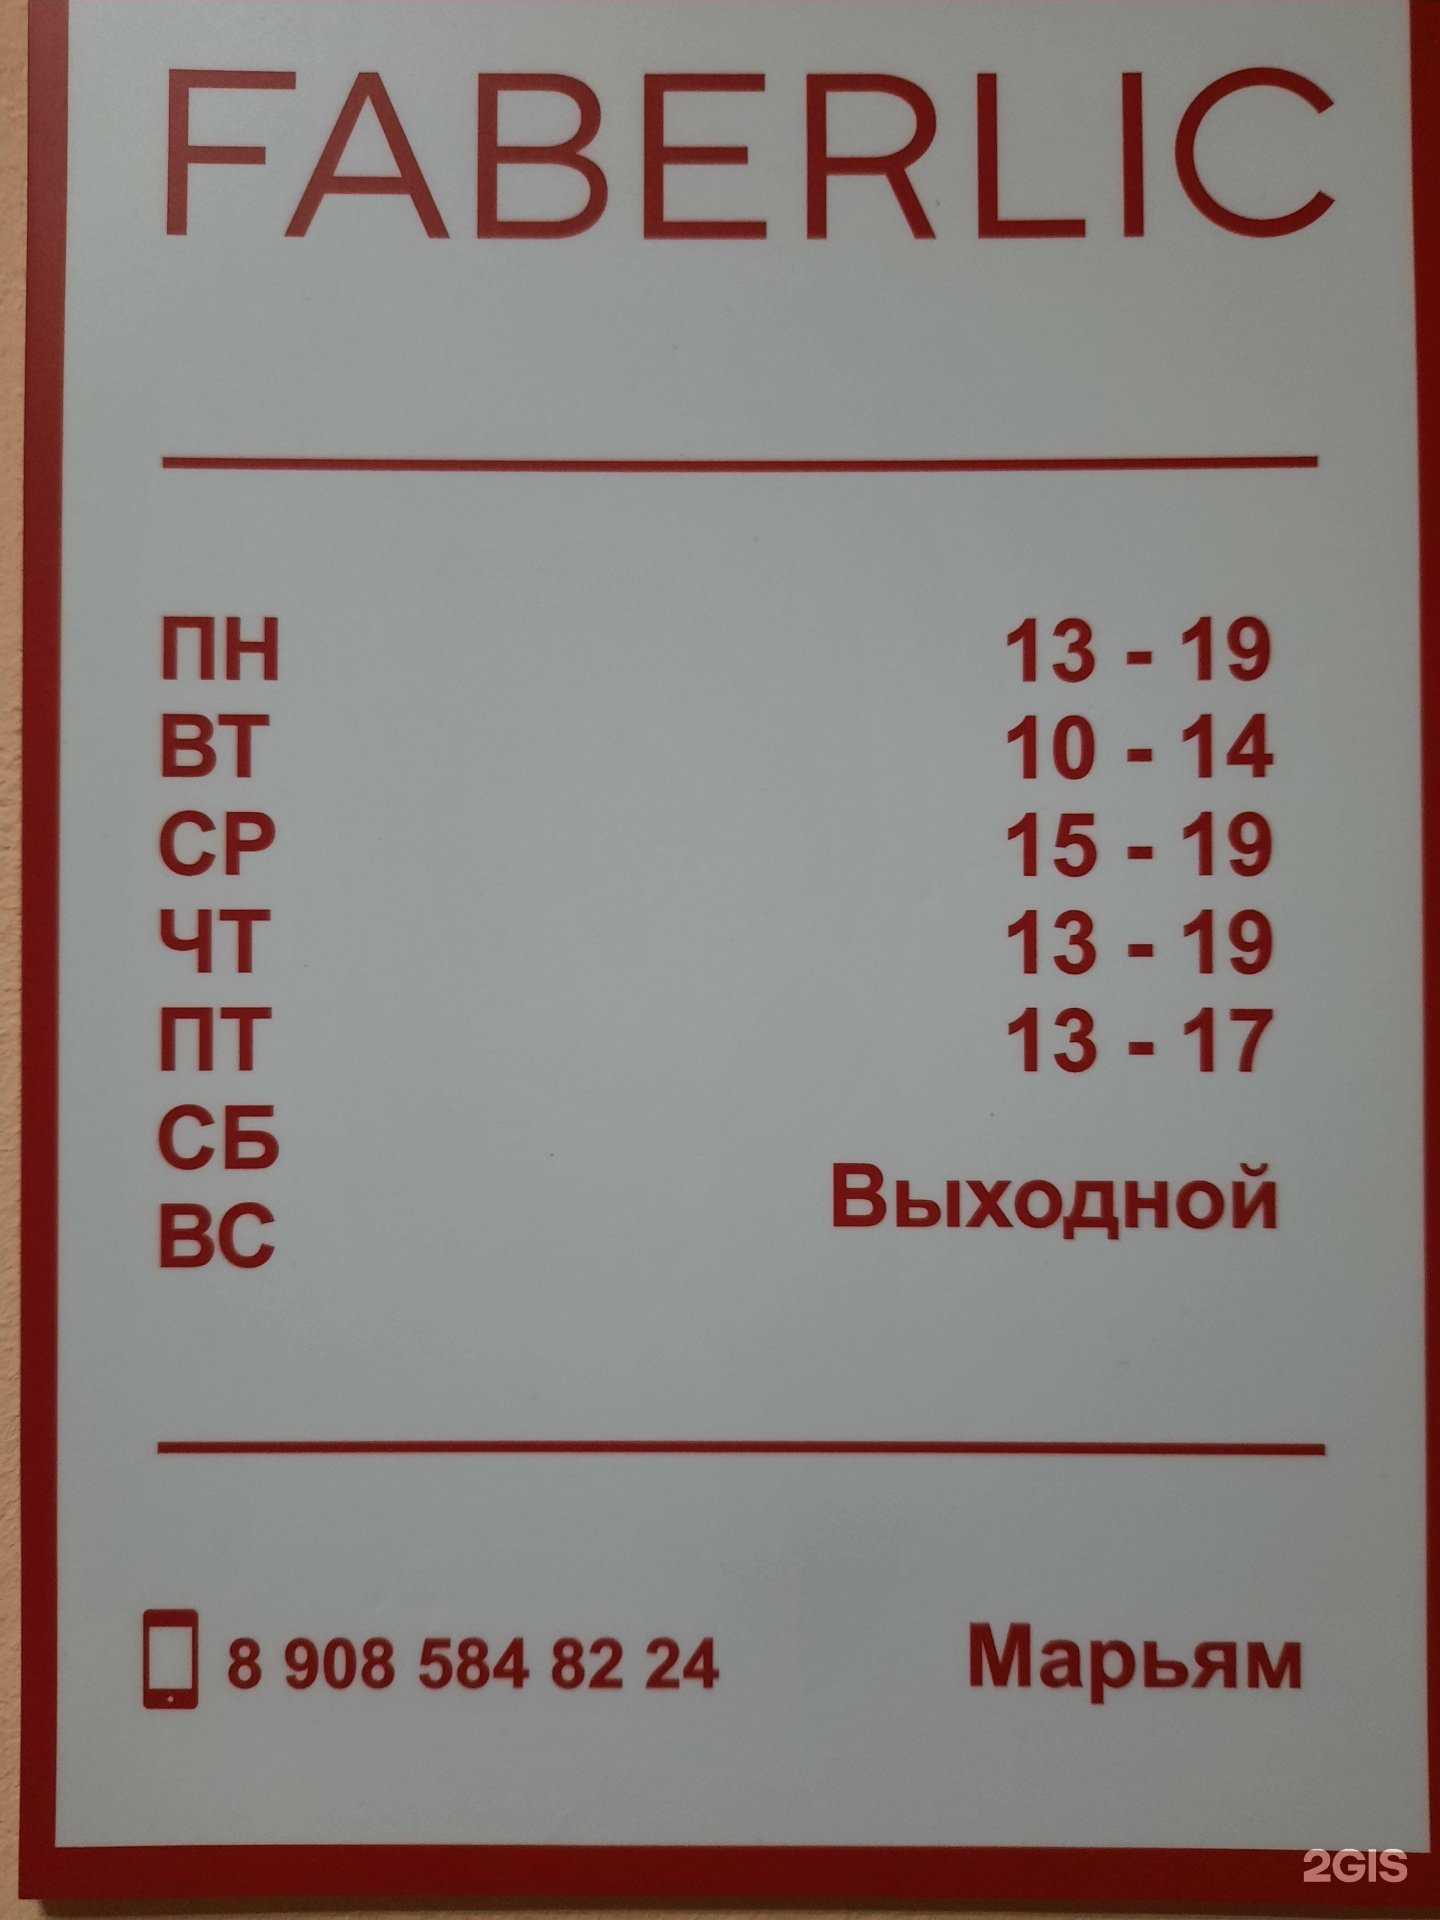 FABERLIC
ПН 13 - 19
ВТ 10 - 14
СР 15 - 19
ЧТ 13 - 19
ПТ 13 - 17
СБ
Выходной
ВС
8 908 584 82 24 Марьям
2GIS